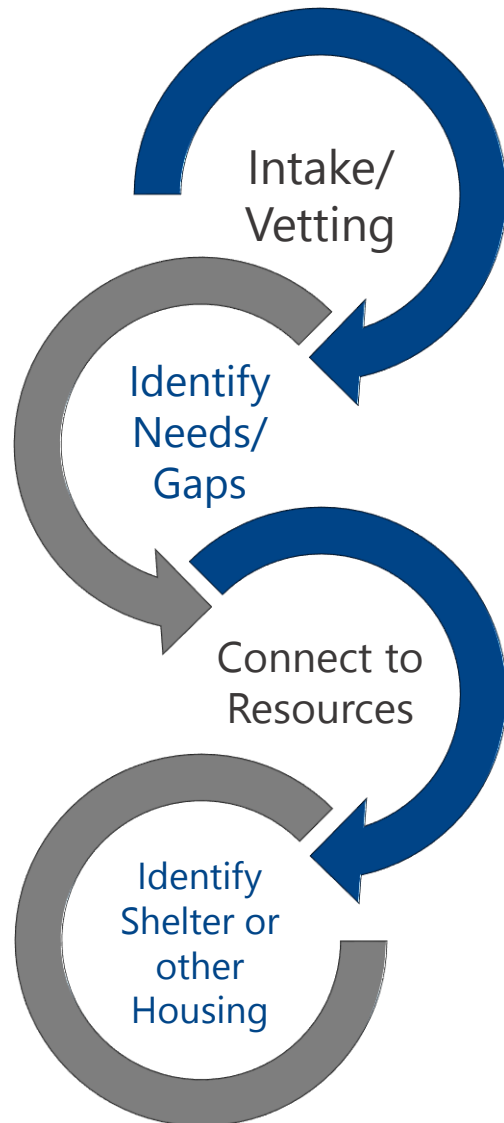 Intake/
Vetting
Identify
Needs/
Gaps
Connect to
Resources
Identify
Shelter or
other
Housing